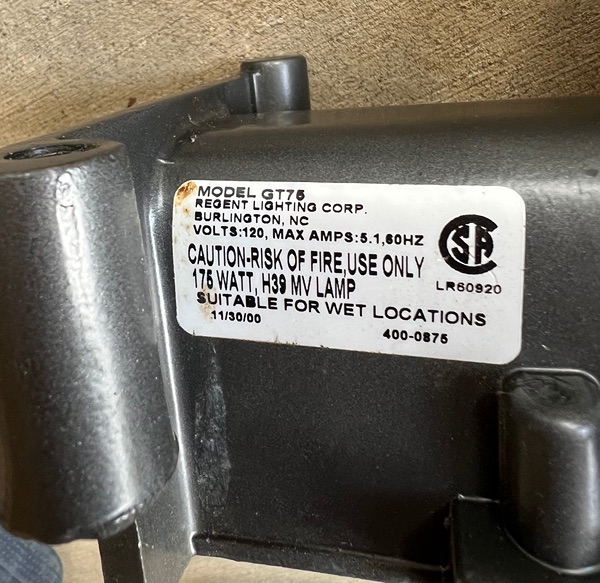 MODEL GT75
REGENT LIGHTING CORP.
BURLINGTON, NC
VOLTS:120, MAX AMPS:5.1,60HZ
CAUTION-RISK OF FIRE,USE ONLY
175 WATT, H39 MV LAMP
SUITABLE FOR WET LOCATIONS
11/30/00
400-0875
CSA
LR60920